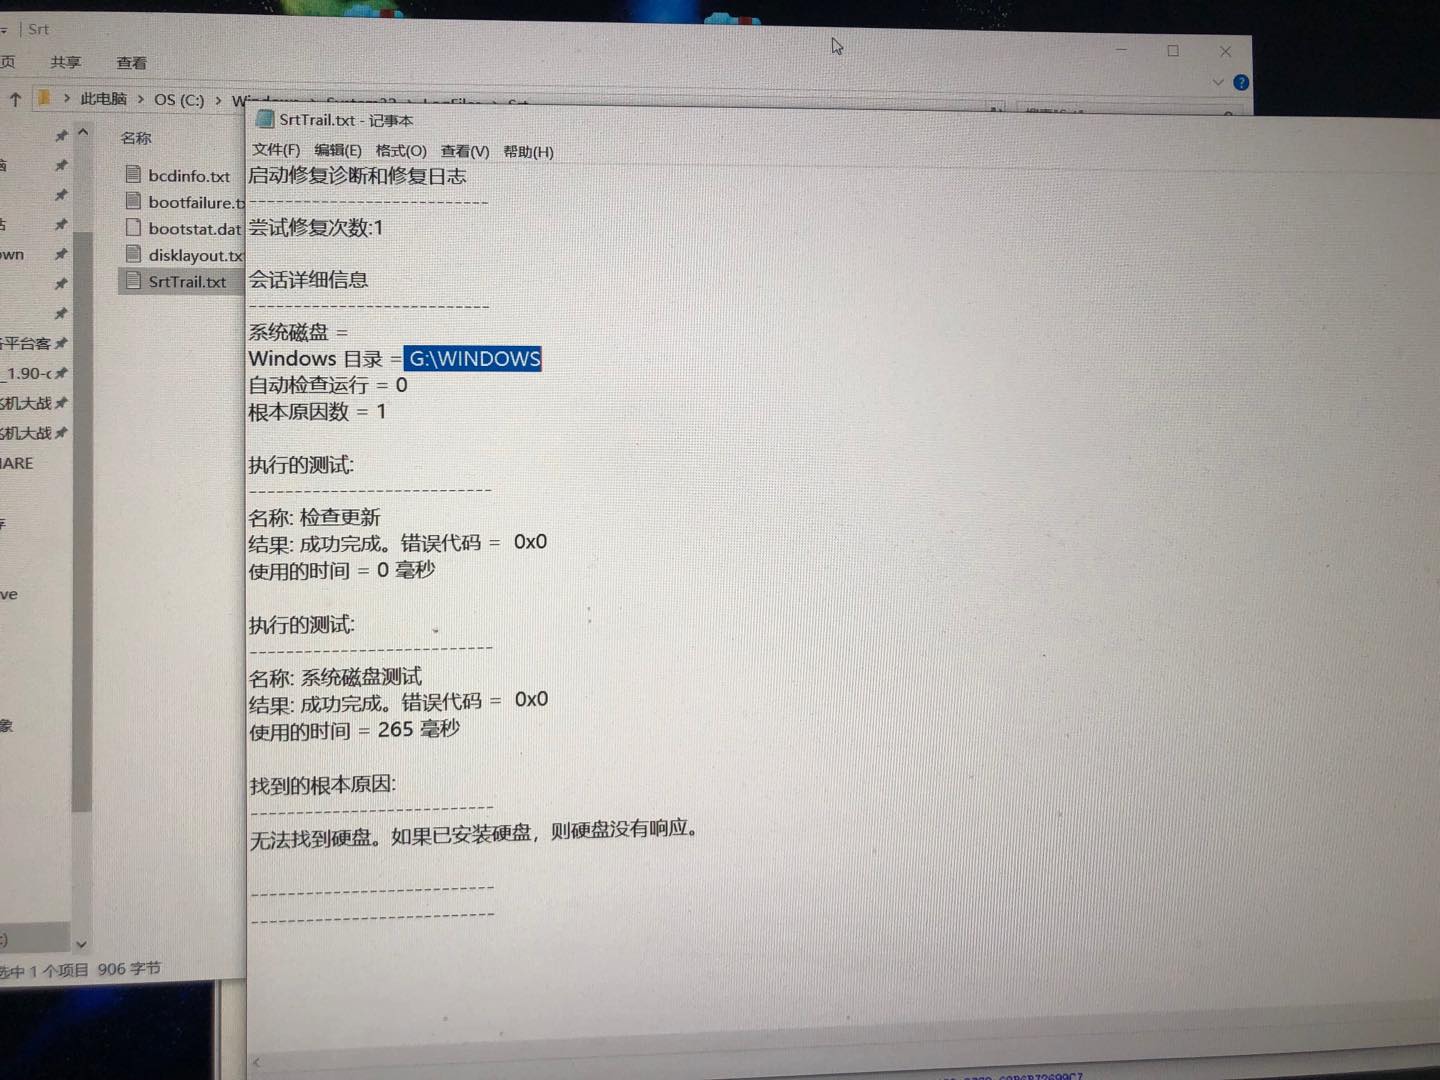 Srt
页 共享 查看
此电脑 > OS (C:) >
名称
bcdinfo.txt
bootfailure.tx
bootstat.dat
disklayout.tx
SrtTrail.txt
own
平台客
_1.90-c
机大战
机大战
ARE
ve
象
选中 1 个项目 906 字节
SrtTrail.txt - 记事本
文件(F) 编辑(E) 格式(O) 查看(V) 帮助(H)
启动修复诊断和修复日志
---------------------------
尝试修复次数:1
会话详细信息
---------------------------
系统磁盘 =
Windows 目录 = G:\WINDOWS
自动检查运行 = 0
根本原因数 = 1
执行的测试:
---------------------------
名称: 检查更新
结果: 成功完成。错误代码 = 0x0
使用的时间 = 0 毫秒
执行的测试:
---------------------------
名称: 系统磁盘测试
结果: 成功完成。错误代码 = 0x0
使用的时间 = 265 毫秒
找到的根本原因:
---------------------------
无法找到硬盘。如果已安装硬盘，则硬盘没有响应。
---------------------------
---------------------------